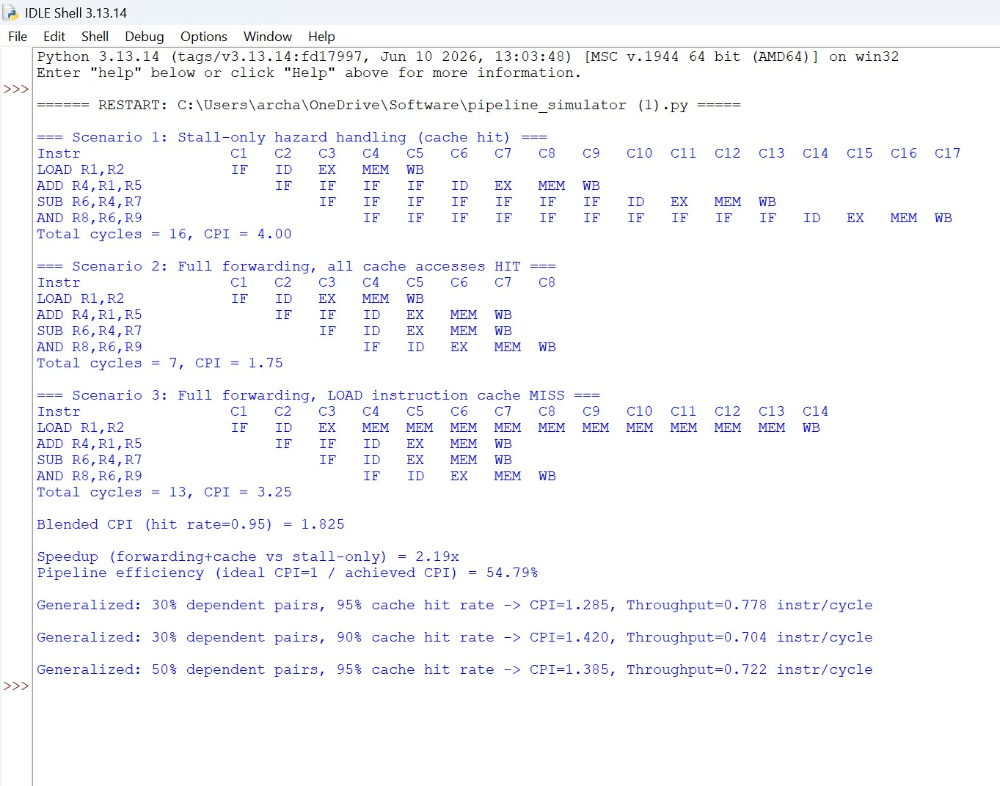 IDLE Shell 3.13.14
File Edit Shell Debug Options Window Help
Python 3.13.14 (tags/v3.13.14:fd17997, Jun 10 2026, 13:03:48) [MSC v.1944 64 bit (AMD64)] on win32
Enter "help" below or click "Help" above for more information.
>>>
====== RESTART: C:\Users\archa\OneDrive\Software\pipeline_simulator (1).py =====
=== Scenario 1: Stall-only hazard handling (cache hit) ===
Instr C1 C2 C3 C4 C5 C6 C7 C8 C9 C10 C11 C12 C13 C14 C15 C16 C17
LOAD R1,R2 IF ID EX MEM WB
ADD R4,R1,R5 IF IF IF IF ID EX MEM WB
SUB R6,R4,R7 IF IF IF IF IF IF IF ID EX MEM WB
AND R8,R6,R9 IF IF IF IF IF IF IF IF IF IF ID EX MEM WB
Total cycles = 16, CPI = 4.00
=== Scenario 2: Full forwarding, all cache accesses HIT ===
Instr C1 C2 C3 C4 C5 C6 C7 C8
LOAD R1,R2 IF ID EX MEM WB
ADD R4,R1,R5 IF IF ID EX MEM WB
SUB R6,R4,R7 IF ID EX MEM WB
AND R8,R6,R9 IF ID EX MEM WB
Total cycles = 7, CPI = 1.75
=== Scenario 3: Full forwarding, LOAD instruction cache MISS ===
Instr C1 C2 C3 C4 C5 C6 C7 C8 C9 C10 C11 C12 C13 C14
LOAD R1,R2 IF ID EX MEM MEM MEM MEM MEM MEM MEM MEM MEM MEM WB
ADD R4,R1,R5 IF IF ID EX MEM WB
SUB R6,R4,R7 IF ID EX MEM WB
AND R8,R6,R9 IF ID EX MEM WB
Total cycles = 13, CPI = 3.25
Blended CPI (hit rate=0.95) = 1.825
Speedup (forwarding+cache vs stall-only) = 2.19x
Pipeline efficiency (ideal CPI=1 / achieved CPI) = 54.79%
Generalized: 30% dependent pairs, 95% cache hit rate -> CPI=1.285, Throughput=0.778 instr/cycle
Generalized: 30% dependent pairs, 90% cache hit rate -> CPI=1.420, Throughput=0.704 instr/cycle
Generalized: 50% dependent pairs, 95% cache hit rate -> CPI=1.385, Throughput=0.722 instr/cycle
>>>